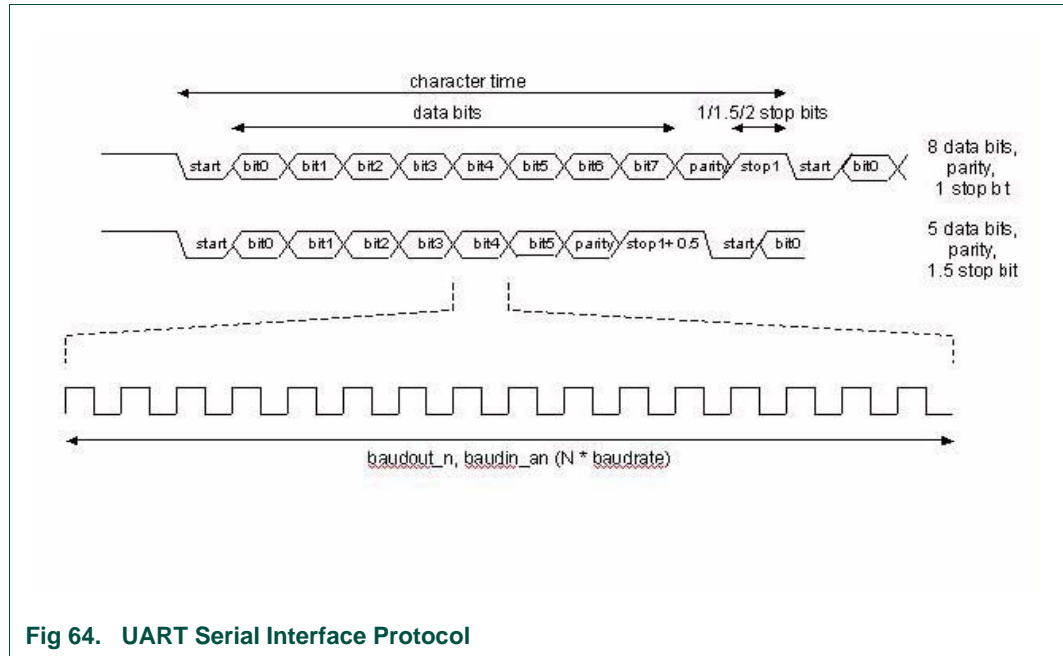 character time
data bits
1/1.5/2 stop bits
start bit0 bit1 bit2 bit3 bit4 bit5 bit6 bit7 parity stop1 start bit0
8 data bits,
parity,
1 stop b t
start bit0 bit1 bit2 bit3 bit4 bit5 parity stop1+ 0.5 start bit0
5 data bits,
parity,
1.5 stop bit
baudout_n, baudin_an (N * baudrate)
Fig 64. UART Serial Interface Protocol